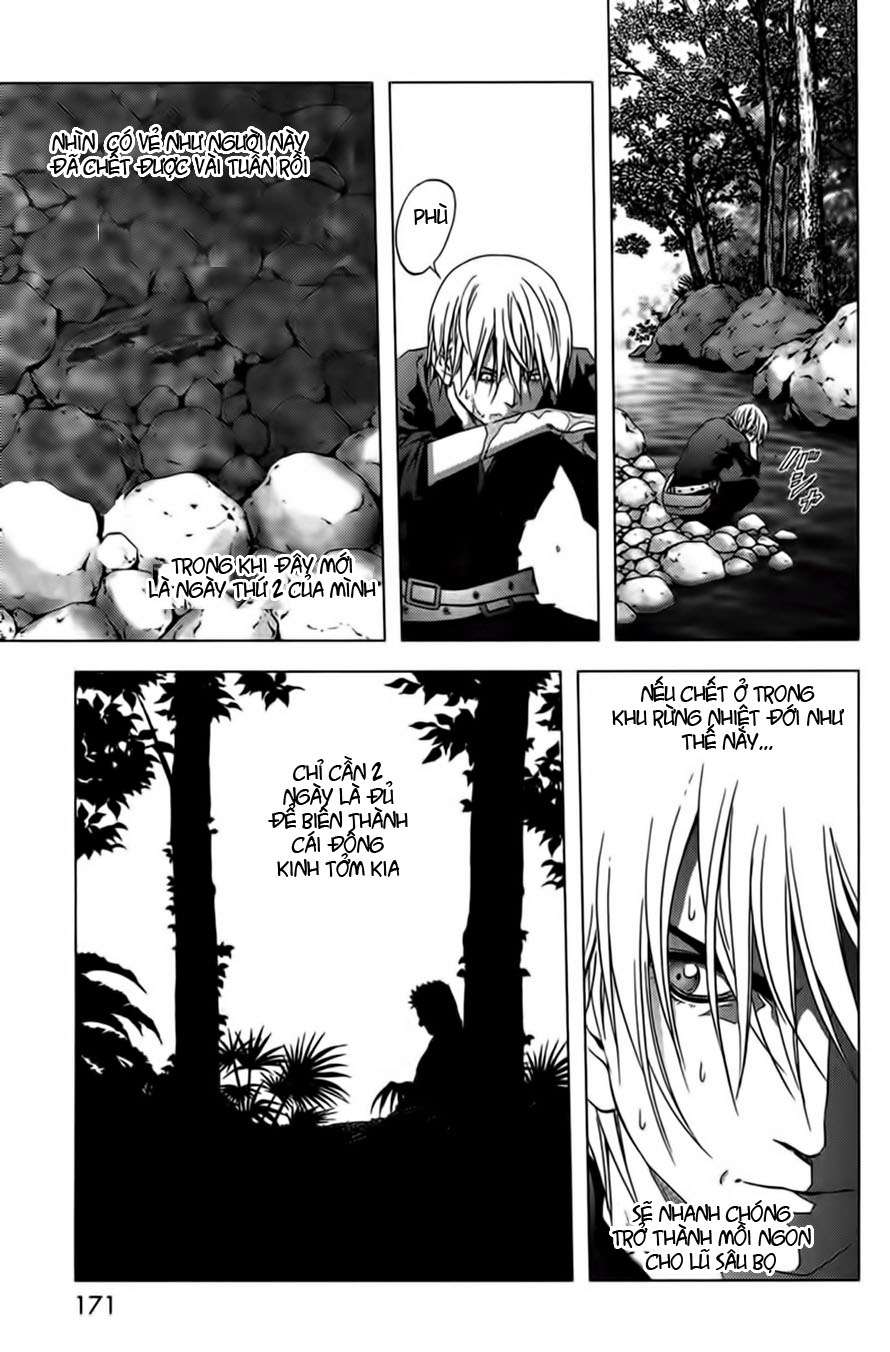 PHÙ
NHÌN CÓ VẺ NHƯ NGƯỜI NÀY
ĐÃ CHẾT ĐƯỢC VÀI TUẦN RỒI
TRONG KHI ĐẬY MỚI
LÀ NGÀY THỨ 2 CỦA MÌNH
NẾU CHẾT Ở TRONG
KHU RỪNG NHIỆT ĐỚI NHƯ
THẾ NÀY...
SẼ NHANH CHÓNG
TRỞ THÀNH MỒI NGON
CHO LŨ SÂU BỌ
CHỈ CẦN 2
NGÀY LÀ ĐỦ
ĐỂ BIẾN THÀNH
CÁI ĐỐNG
KINH TỞM KIA
171